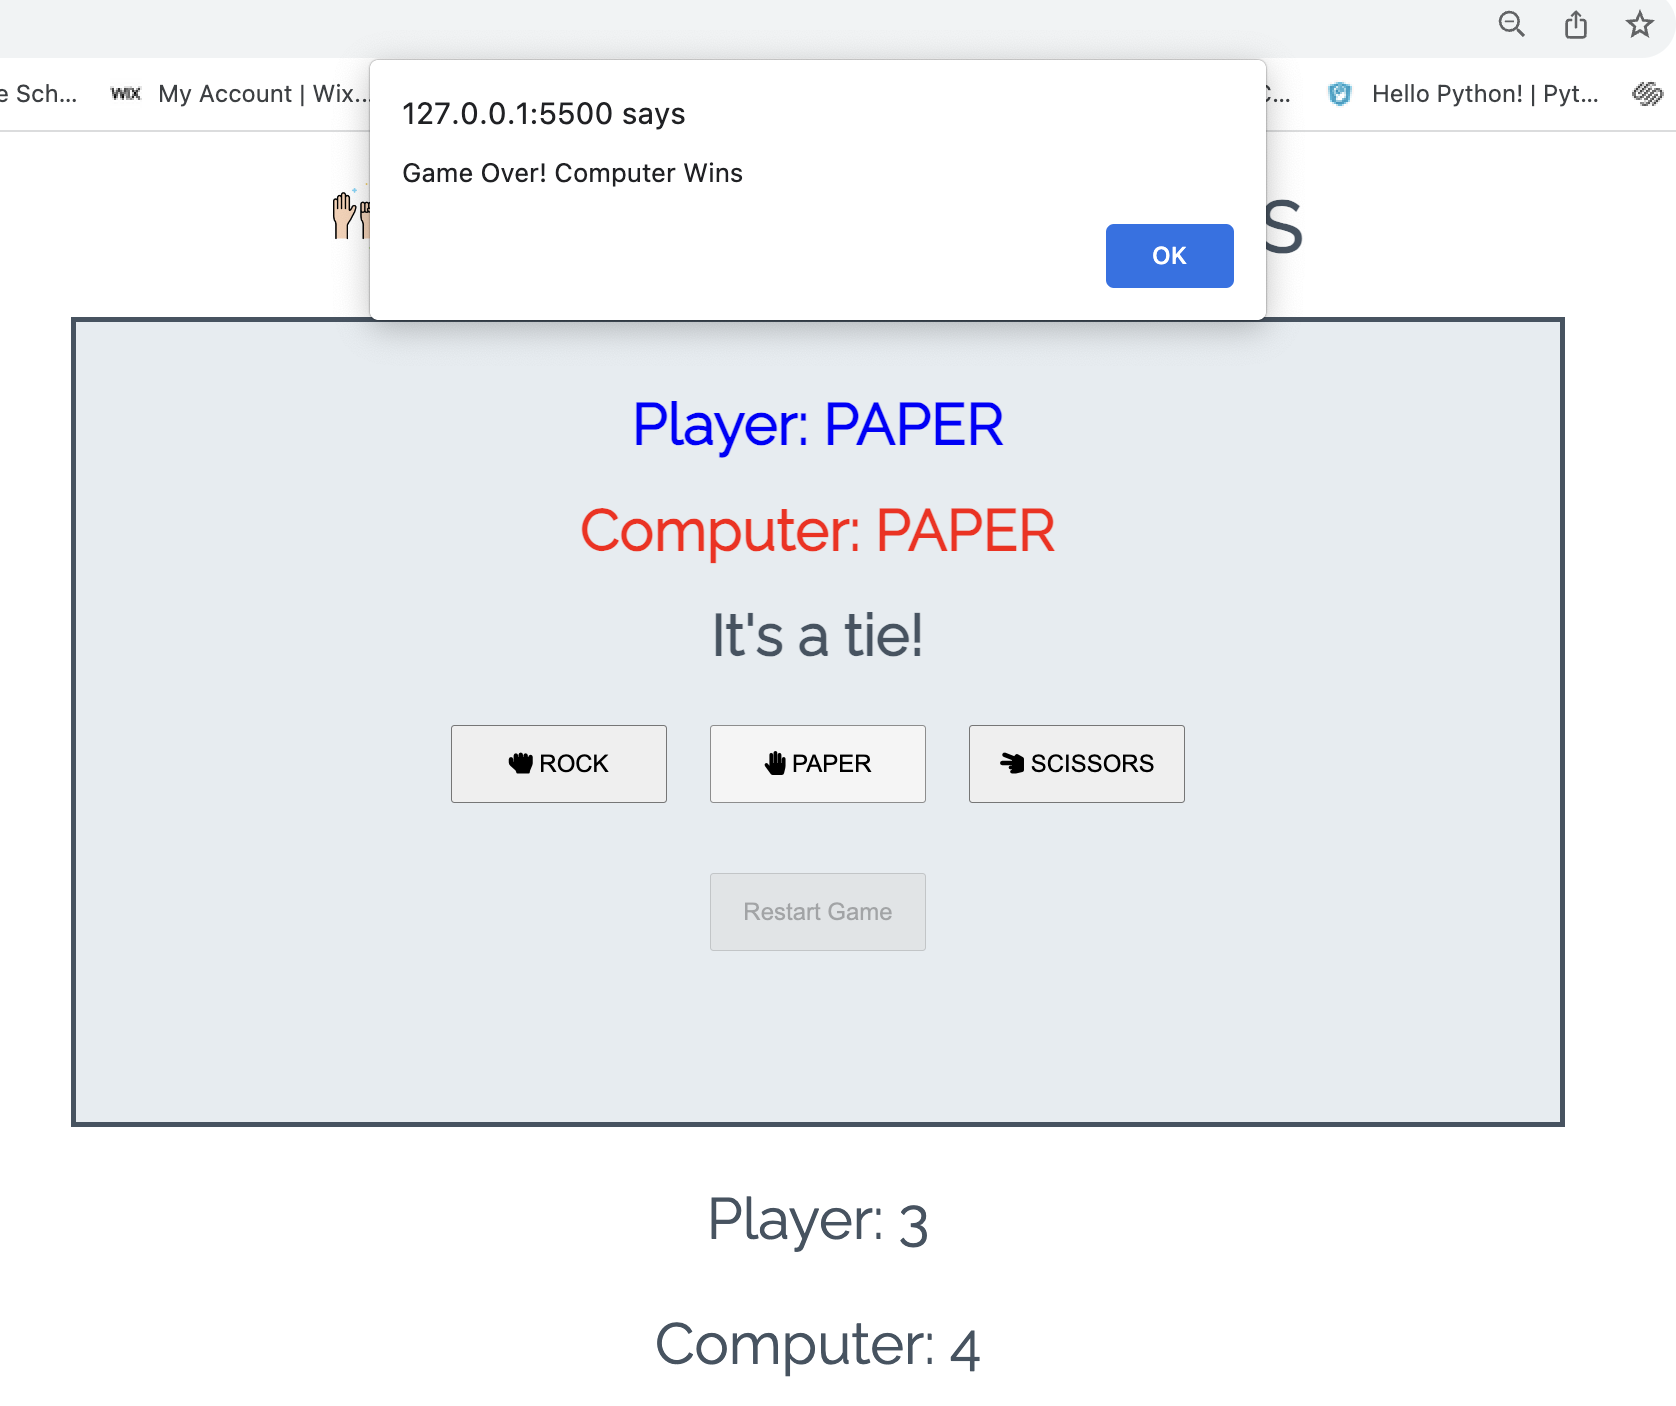 e Sch...
WIX My Account | Wix...
C...
Hello Python! | Pyt...
127.0.0.1:5500 says
Game Over! Computer Wins
OK
S
Player: PAPER
Computer: PAPER
It's a tie!
ROCK
PAPER
SCISSORS
Restart Game
Player: 3
Computer: 4